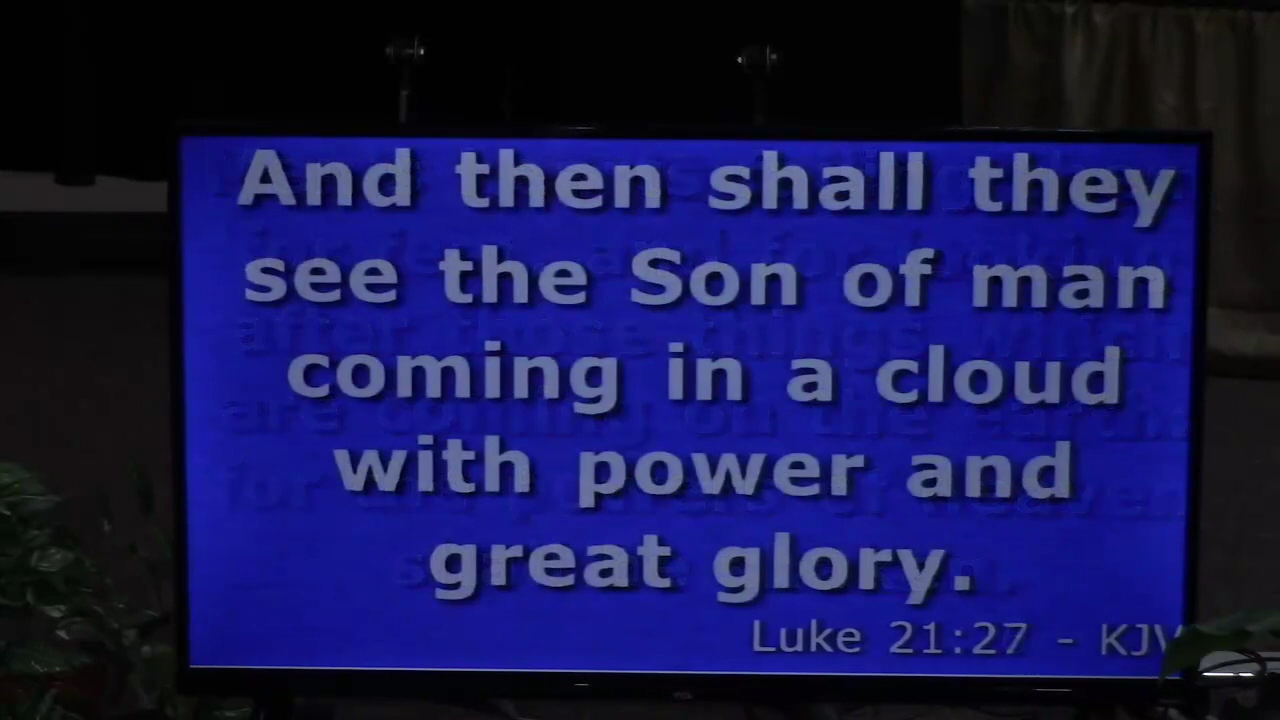 And then shall they
see the Son of man
coming in a cloud
with power and
great glory.
Luke 21:27 - KJV